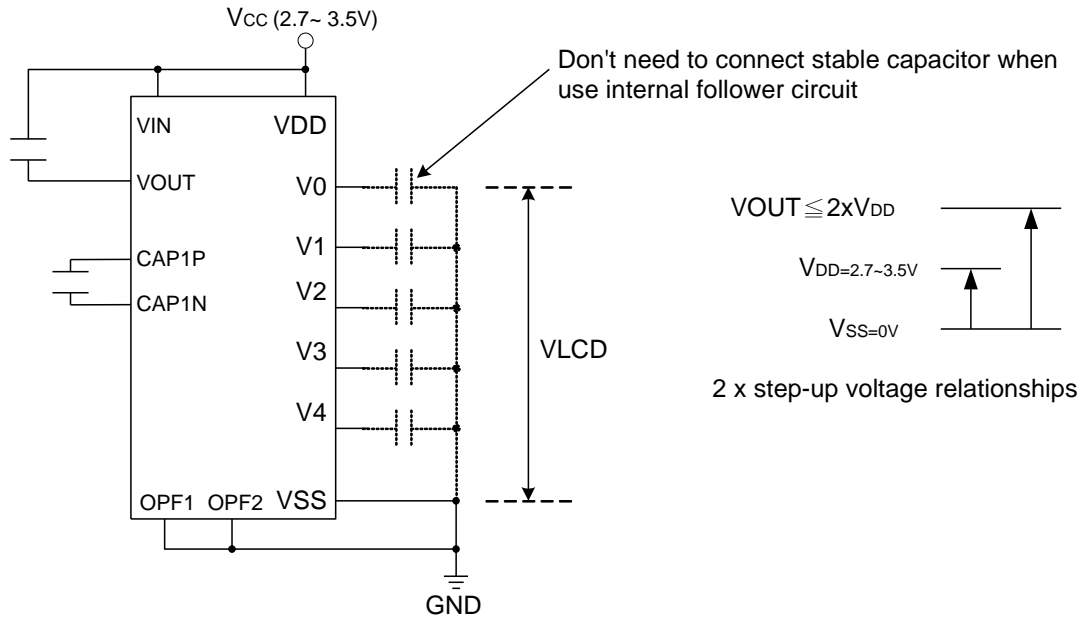 VCC (2.7~ 3.5V)
Don't need to connect stable capacitor when
use internal follower circuit
VIN
VDD
VOUT
V0
V1
CAP1P
CAP1N
V2
V3
V4
VLCD
OPF1
OPF2
VSS
GND
VOUT≦2xVDD
VDD=2.7~3.5V
VSS=0V
2 x step-up voltage relationships